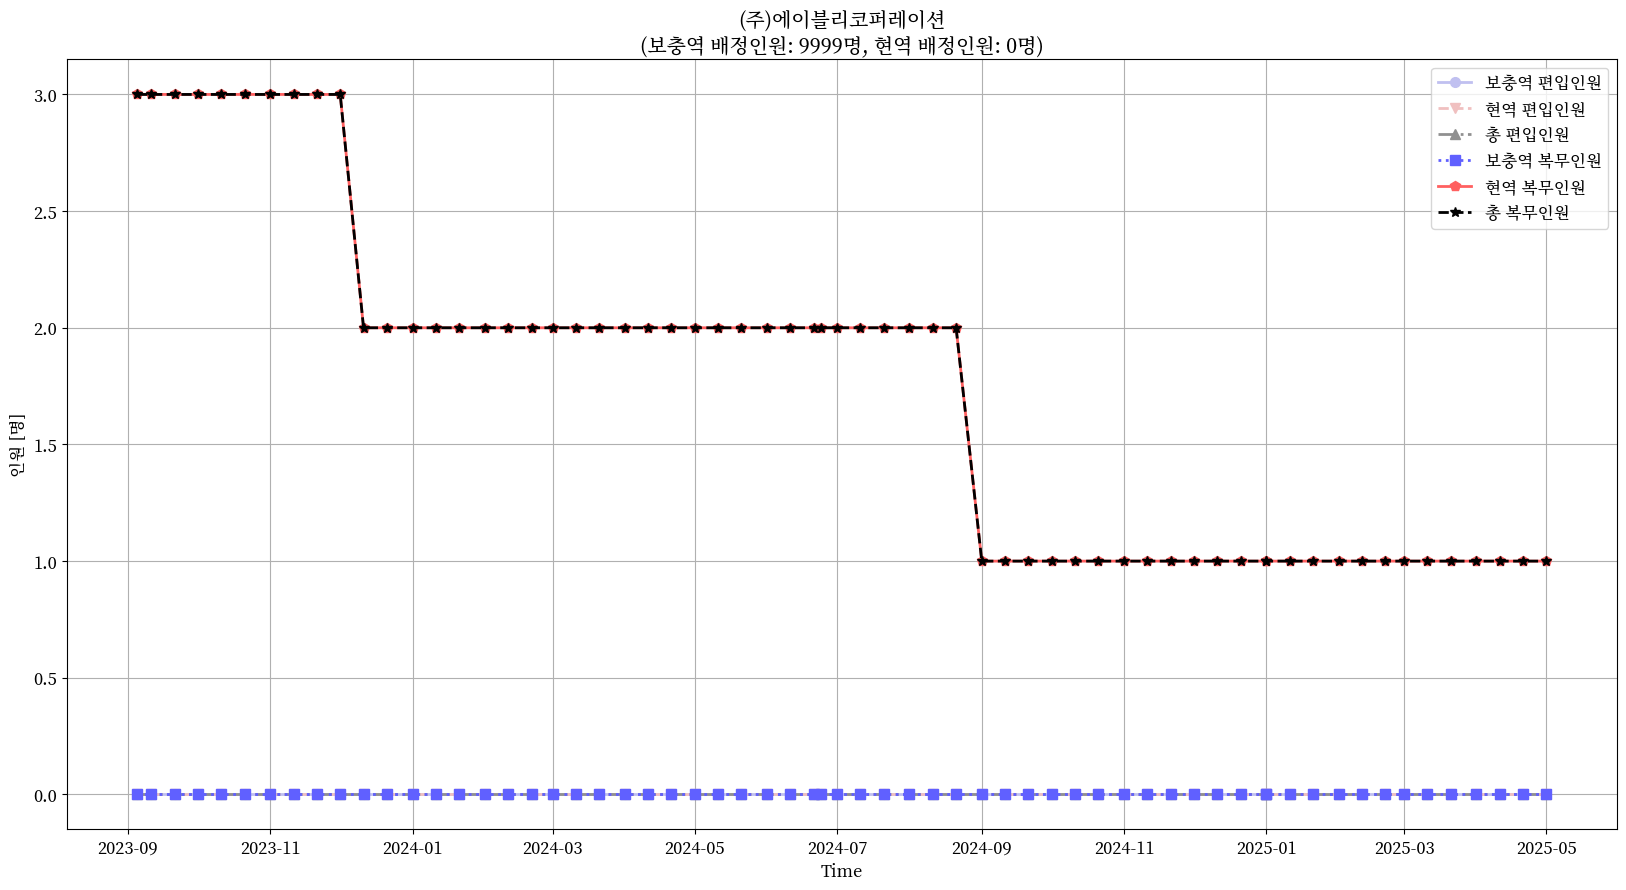 (주)에이블리코퍼레이션
(보충역 배정인원: 9999명, 현역 배정인원: 0명)
보충역 편입인원
현역 편입인원
총 편입인원
보충역 복무인원
현역 복무인원
총 복무인원
인원 [명]
3.0
2.5
2.0
1.5
1.0
0.5
0.0
2023-09 2023-11 2024-01 2024-03 2024-05 2024-07 2024-09 2024-11 2025-01 2025-03 2025-05
Time